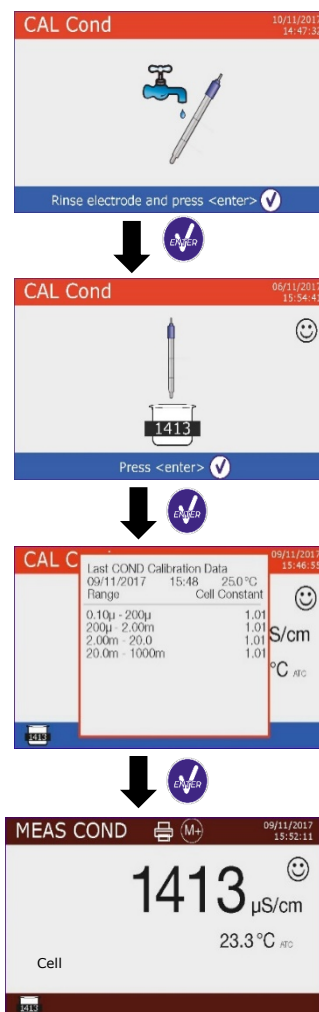 CAL Cond
10/11/2017
14:47:32
Rinse electrode and press <enter>
ENTER
CAL Cond
06/11/2017
15:54:41
1413
Press <enter>
ENTER
CAL C
09/11/2017
15:46:55
Last COND Calibration Data
09/11/2017 15:48 25.0°C
Range Cell Constant
0.10µ - 200µ 1.01
200µ - 2.00m 1.01
2.00m - 20.0 1.01
20.0m - 1000m 1.01
S/cm
°C ATC
1413
ENTER
MEAS COND M+
09/11/2017
15:52:11
1413 µS/cm
23.3°C ATC
Cell
1413